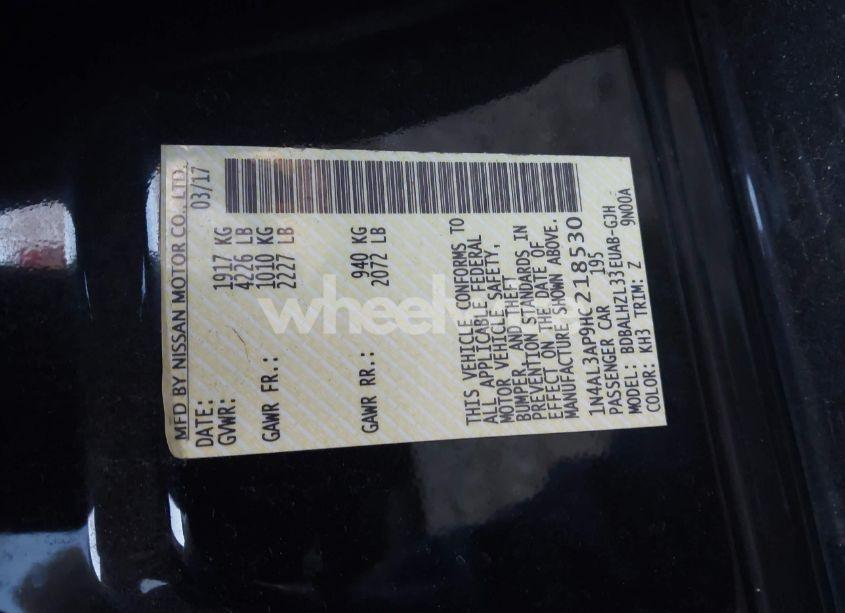 MFD BY NISSAN MOTOR CO., LTD.
DATE: 03/17
GVWR: 1917 KG
4226 LB
GAWR FR.: 1010 KG
2227 LB
GAWR RR.: 940 KG
2072 LB
THIS VEHICLE CONFORMS TO
ALL APPLICABLE FEDERAL
MOTOR VEHICLE SAFETY,
BUMPER, AND THEFT
PREVENTION STANDARDS IN
EFFECT ON THE DATE OF
MANUFACTURE SHOWN ABOVE.
1N4AL3AP9HC218530
PASSENGER CAR 195
MODEL: BDBALHZL33EUAB-GJH
COLOR: KH3 TRIM: Z 9N00A